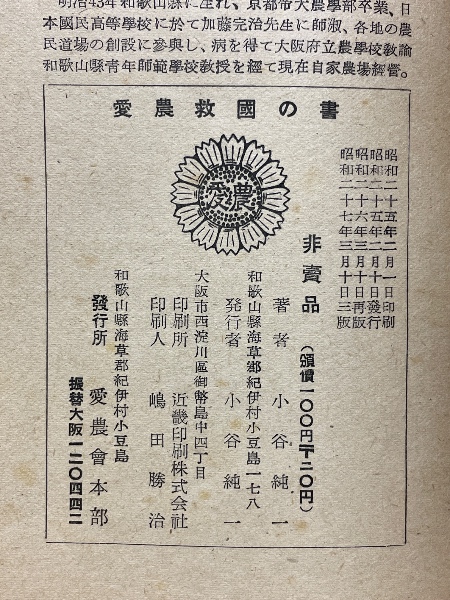 明治43年和歌山縣に生れ、京都帝大農學部卒業、日
本國民高等學校に於て加藤完治先生に師淑、各地の農
民道場の創設に參與し、病を得て大阪府立農學校教諭
和歌山縣靑年師範學校教授を經て現在自家農場經營。
愛農救國の書
愛農
昭和二十五年二月一日印刷
昭和二十五年二月十日發行
昭和二十六年三月十日再版
昭和二十七年三月十日三版
非賣品 (頒價一〇〇円〒二〇円)
著者 小谷純一
和歌山縣海草郡紀伊村小豆島一七八
発行者 小谷純一
大阪市西淀川區御幣島中四丁目
印刷所 近畿印刷株式会社
印刷人 嶋田勝治
和歌山縣海草郡紀伊村小豆島
發行所 愛農會本部
振替大阪一二〇四四二